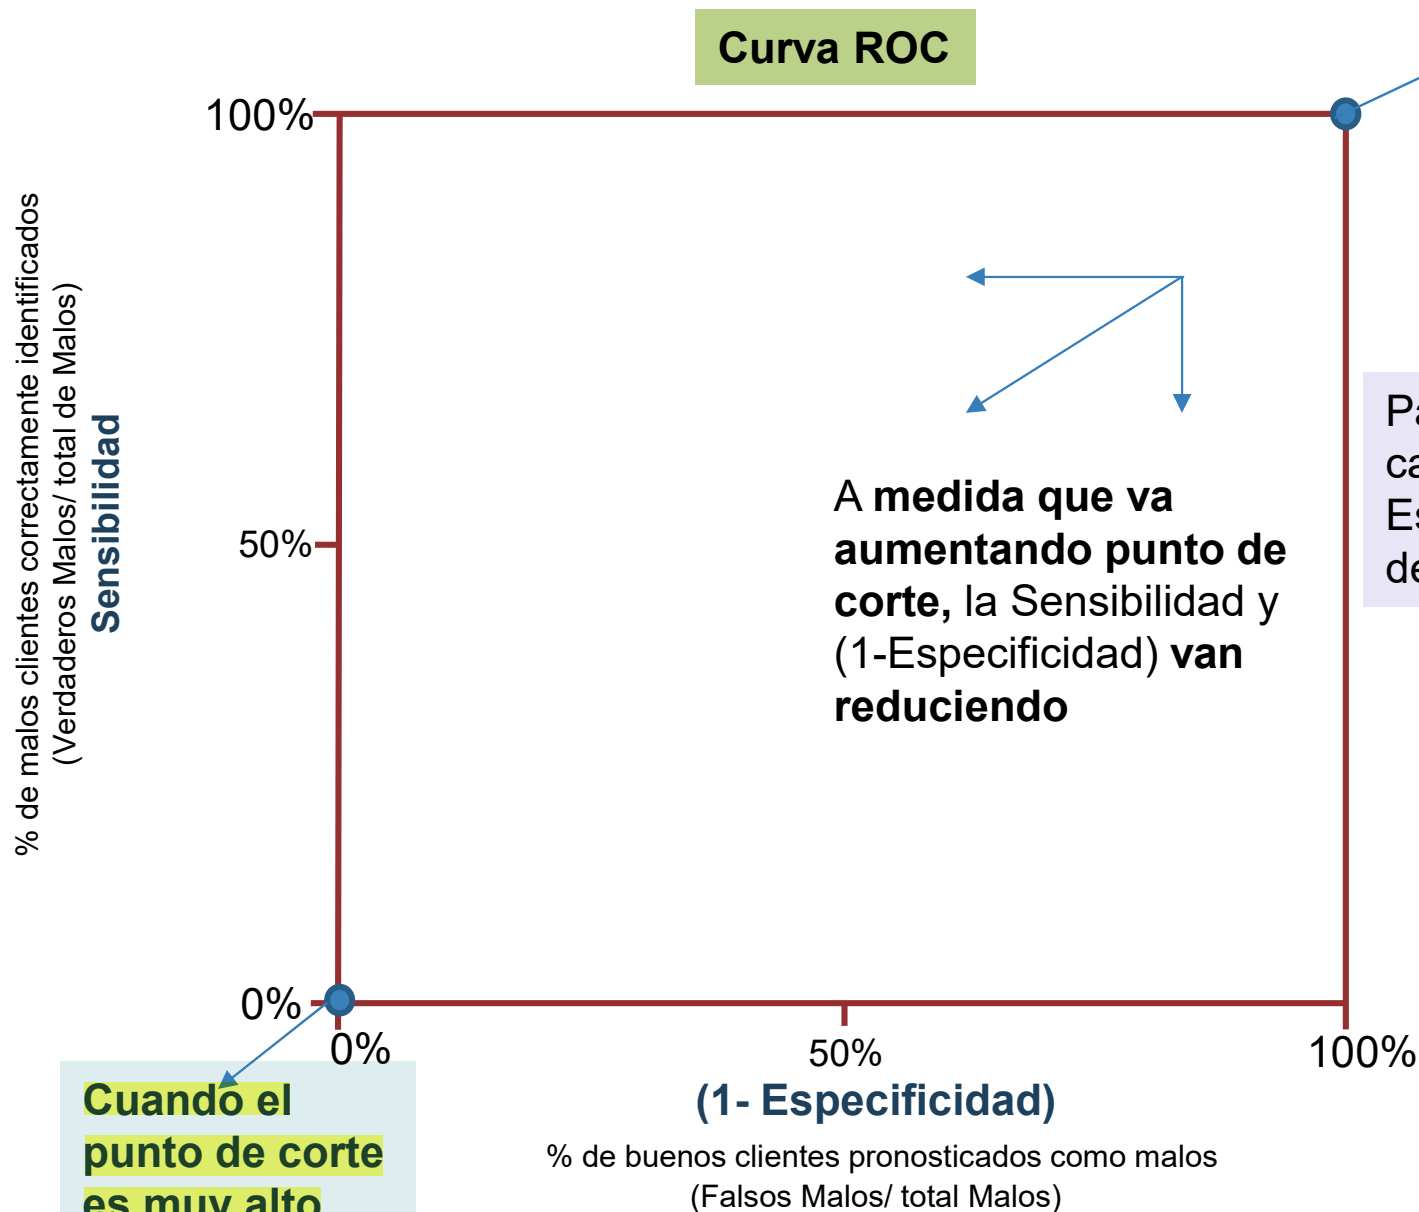 Curva ROC
100%
% de malos clientes correctamente identificados
(Verdaderos Malos/ total de Malos)
Sensibilidad
50%
A medida que va
aumentando punto de
corte, la Sensibilidad y
(1-Especificidad) van
reduciendo
0%
0%
50%
100%
(1- Especificidad)
% de buenos clientes pronosticados como malos
(Falsos Malos/ total Malos)
Cuando el
punto de corte
es muy alto